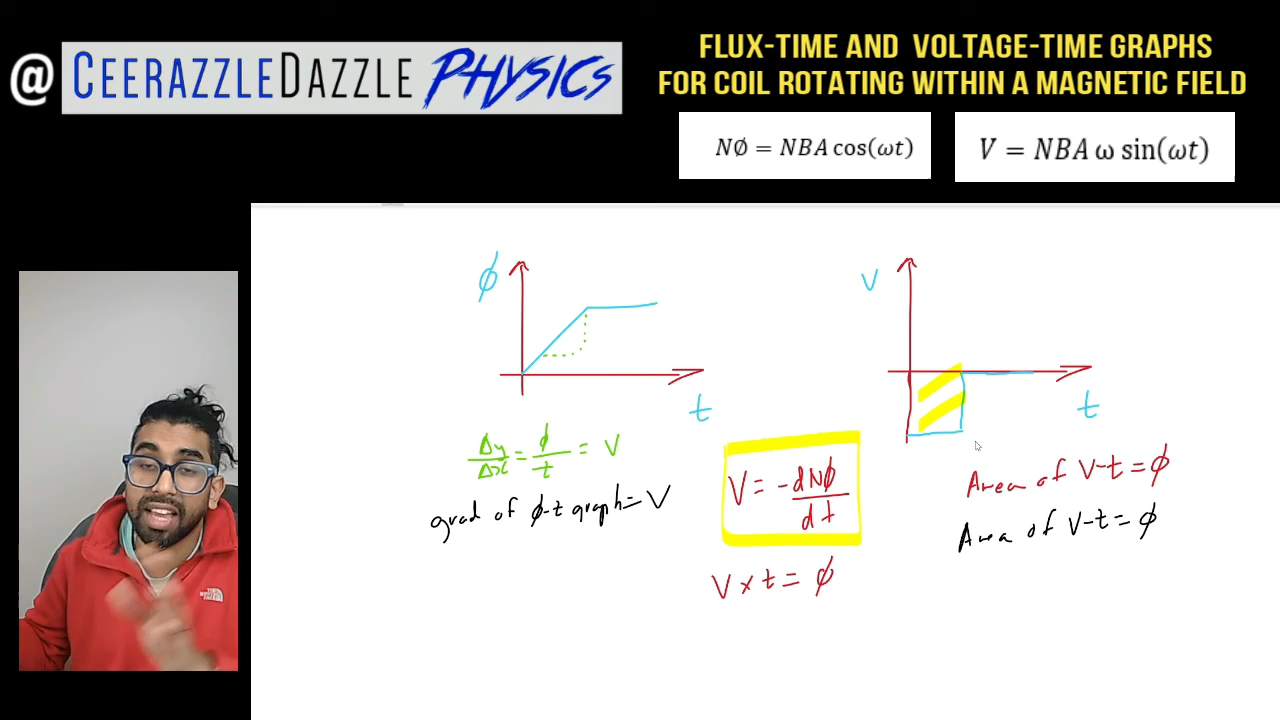 @ CEERAZZLEDAZZLE PHYSICS
FLUX-TIME AND VOLTAGE-TIME GRAPHS
FOR COIL ROTATING WITHIN A MAGNETIC FIELD
NØ = NBA cos(ωt)
V = NBA ω sin(ωt)
ϕ
t
V
t
Δy/Δx = ϕ/t = V
grad of ϕ-t graph = V
V = -dNϕ/dt
V × t = ϕ
Area of V-t = ϕ
Area of V-t = ϕ